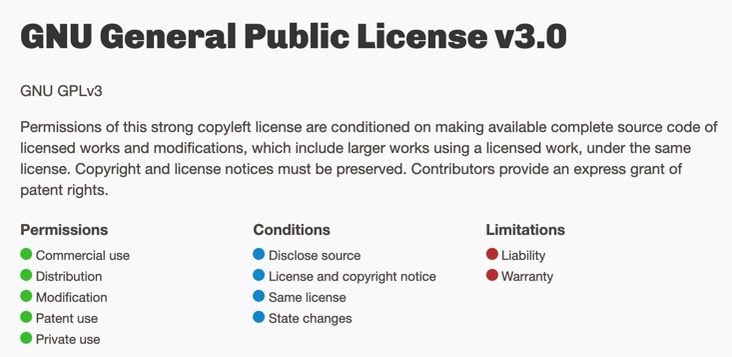 GNU General Public License v3.0
GNU GPLv3
Permissions of this strong copyleft license are conditioned on making available complete source code of
licensed works and modifications, which include larger works using a licensed work, under the same
license. Copyright and license notices must be preserved. Contributors provide an express grant of
patent rights.
Permissions
Commercial use
Distribution
Modification
Patent use
Private use
Conditions
Disclose source
License and copyright notice
Same license
State changes
Limitations
Liability
Warranty